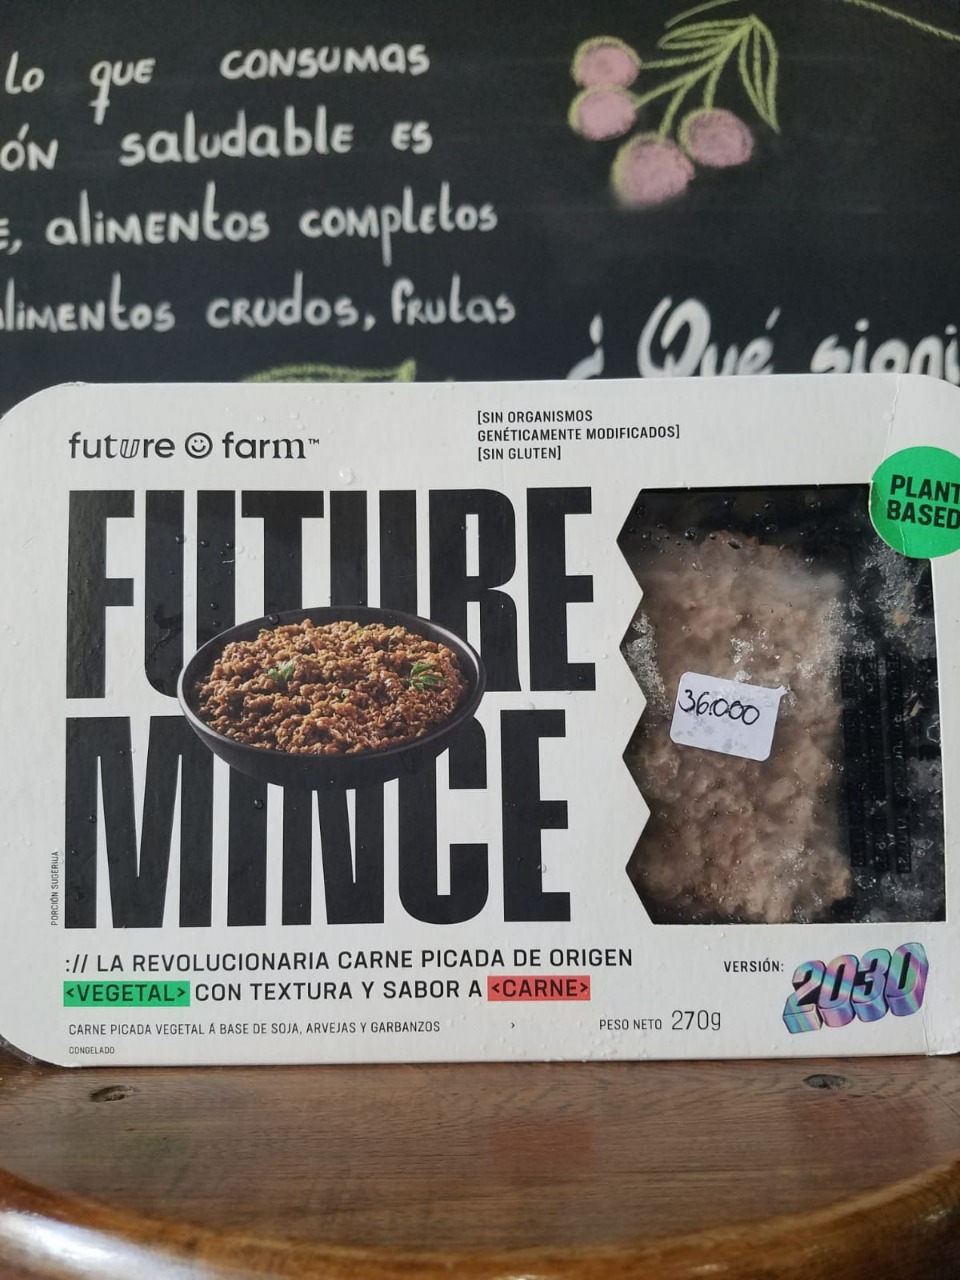 lo que consumas
ón saludable es
E, alimentos completos
limentos crudos, frutas
¿ Qué signi
future farm™
[SIN ORGANISMOS
GENÉTICAMENTE MODIFICADOS]
[SIN GLUTEN]
PLANT
BASED
FUTURE
MINCE
36.000
PORCIÓN SUGERIDA
:// LA REVOLUCIONARIA CARNE PICADA DE ORIGEN
<VEGETAL> CON TEXTURA Y SABOR A <CARNE>
CARNE PICADA VEGETAL A BASE DE SOJA, ARVEJAS Y GARBANZOS
CONGELADO
PESO NETO 270g
VERSIÓN: 2030